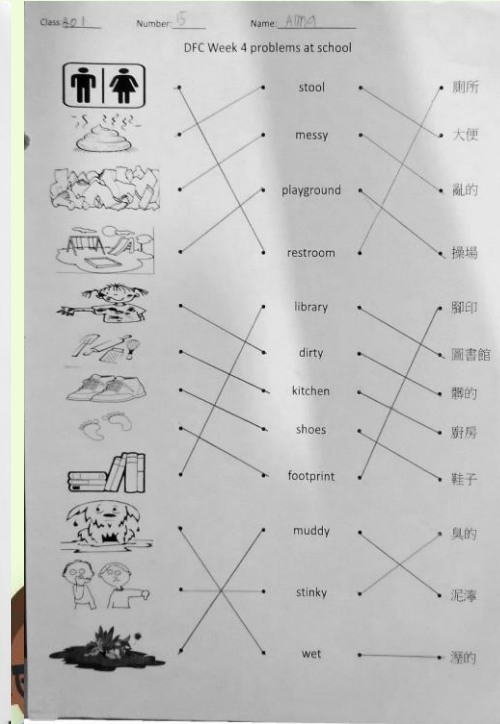 Class: 301 Number: 15 Name: Alma
DFC Week 4 problems at school
stool 廁所
messy 大便
playground 亂的
restroom 操場
library 腳印
dirty 圖書館
kitchen 髒的
shoes 廚房
footprint 鞋子
muddy 臭的
stinky 泥濘
wet 溼的